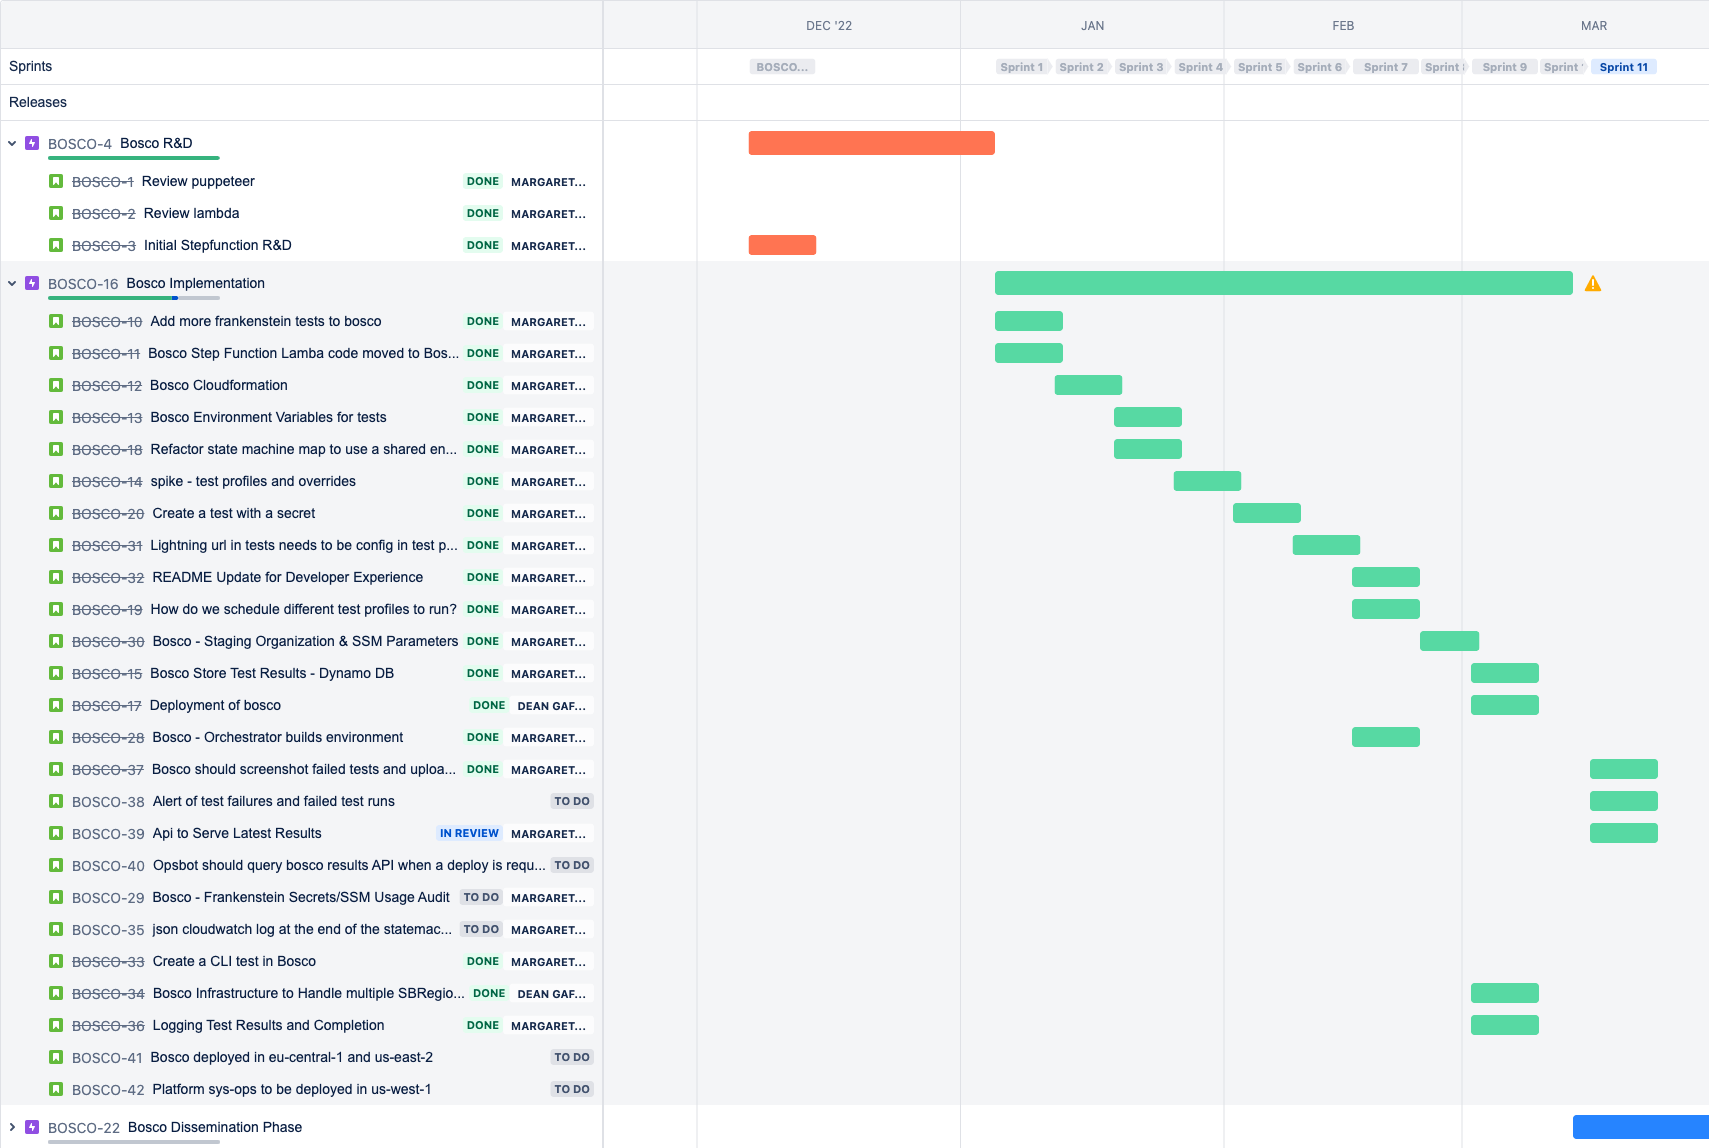 DEC '22 JAN FEB MAR
Sprints BOSCO... Sprint 1 Sprint 2 Sprint 3 Sprint 4 Sprint 5 Sprint 6 Sprint 7 Sprint Sprint 9 Sprint Sprint 11
Releases
BOSCO-4 Bosco R&D
BOSCO-1 Review puppeteer DONE MARGARET...
BOSCO-2 Review lambda DONE MARGARET...
BOSCO-3 Initial Stepfunction R&D DONE MARGARET...
BOSCO-16 Bosco Implementation
BOSCO-10 Add more frankenstein tests to bosco DONE MARGARET...
BOSCO-11 Bosco Step Function Lamba code moved to Bos... DONE MARGARET...
BOSCO-12 Bosco Cloudformation DONE MARGARET...
BOSCO-13 Bosco Environment Variables for tests DONE MARGARET...
BOSCO-18 Refactor state machine map to use a shared en... DONE MARGARET...
BOSCO-14 spike - test profiles and overrides DONE MARGARET...
BOSCO-20 Create a test with a secret DONE MARGARET...
BOSCO-31 Lightning url in tests needs to be config in test p... DONE MARGARET...
BOSCO-32 README Update for Developer Experience DONE MARGARET...
BOSCO-19 How do we schedule different test profiles to run? DONE MARGARET...
BOSCO-30 Bosco - Staging Organization & SSM Parameters DONE MARGARET...
BOSCO-15 Bosco Store Test Results - Dynamo DB DONE MARGARET...
BOSCO-17 Deployment of bosco DONE DEAN GAF...
BOSCO-28 Bosco - Orchestrator builds environment DONE MARGARET...
BOSCO-37 Bosco should screenshot failed tests and uploa... DONE MARGARET...
BOSCO-38 Alert of test failures and failed test runs TO DO
BOSCO-39 Api to Serve Latest Results IN REVIEW MARGARET...
BOSCO-40 Opsbot should query bosco results API when a deploy is requ... TO DO
BOSCO-29 Bosco - Frankenstein Secrets/SSM Usage Audit TO DO MARGARET...
BOSCO-35 json cloudwatch log at the end of the statemac... TO DO MARGARET...
BOSCO-33 Create a CLI test in Bosco DONE MARGARET...
BOSCO-34 Bosco Infrastructure to Handle multiple SBRegio... DONE DEAN GAF...
BOSCO-36 Logging Test Results and Completion DONE MARGARET...
BOSCO-41 Bosco deployed in eu-central-1 and us-east-2 TO DO
BOSCO-42 Platform sys-ops to be deployed in us-west-1 TO DO
BOSCO-22 Bosco Dissemination Phase